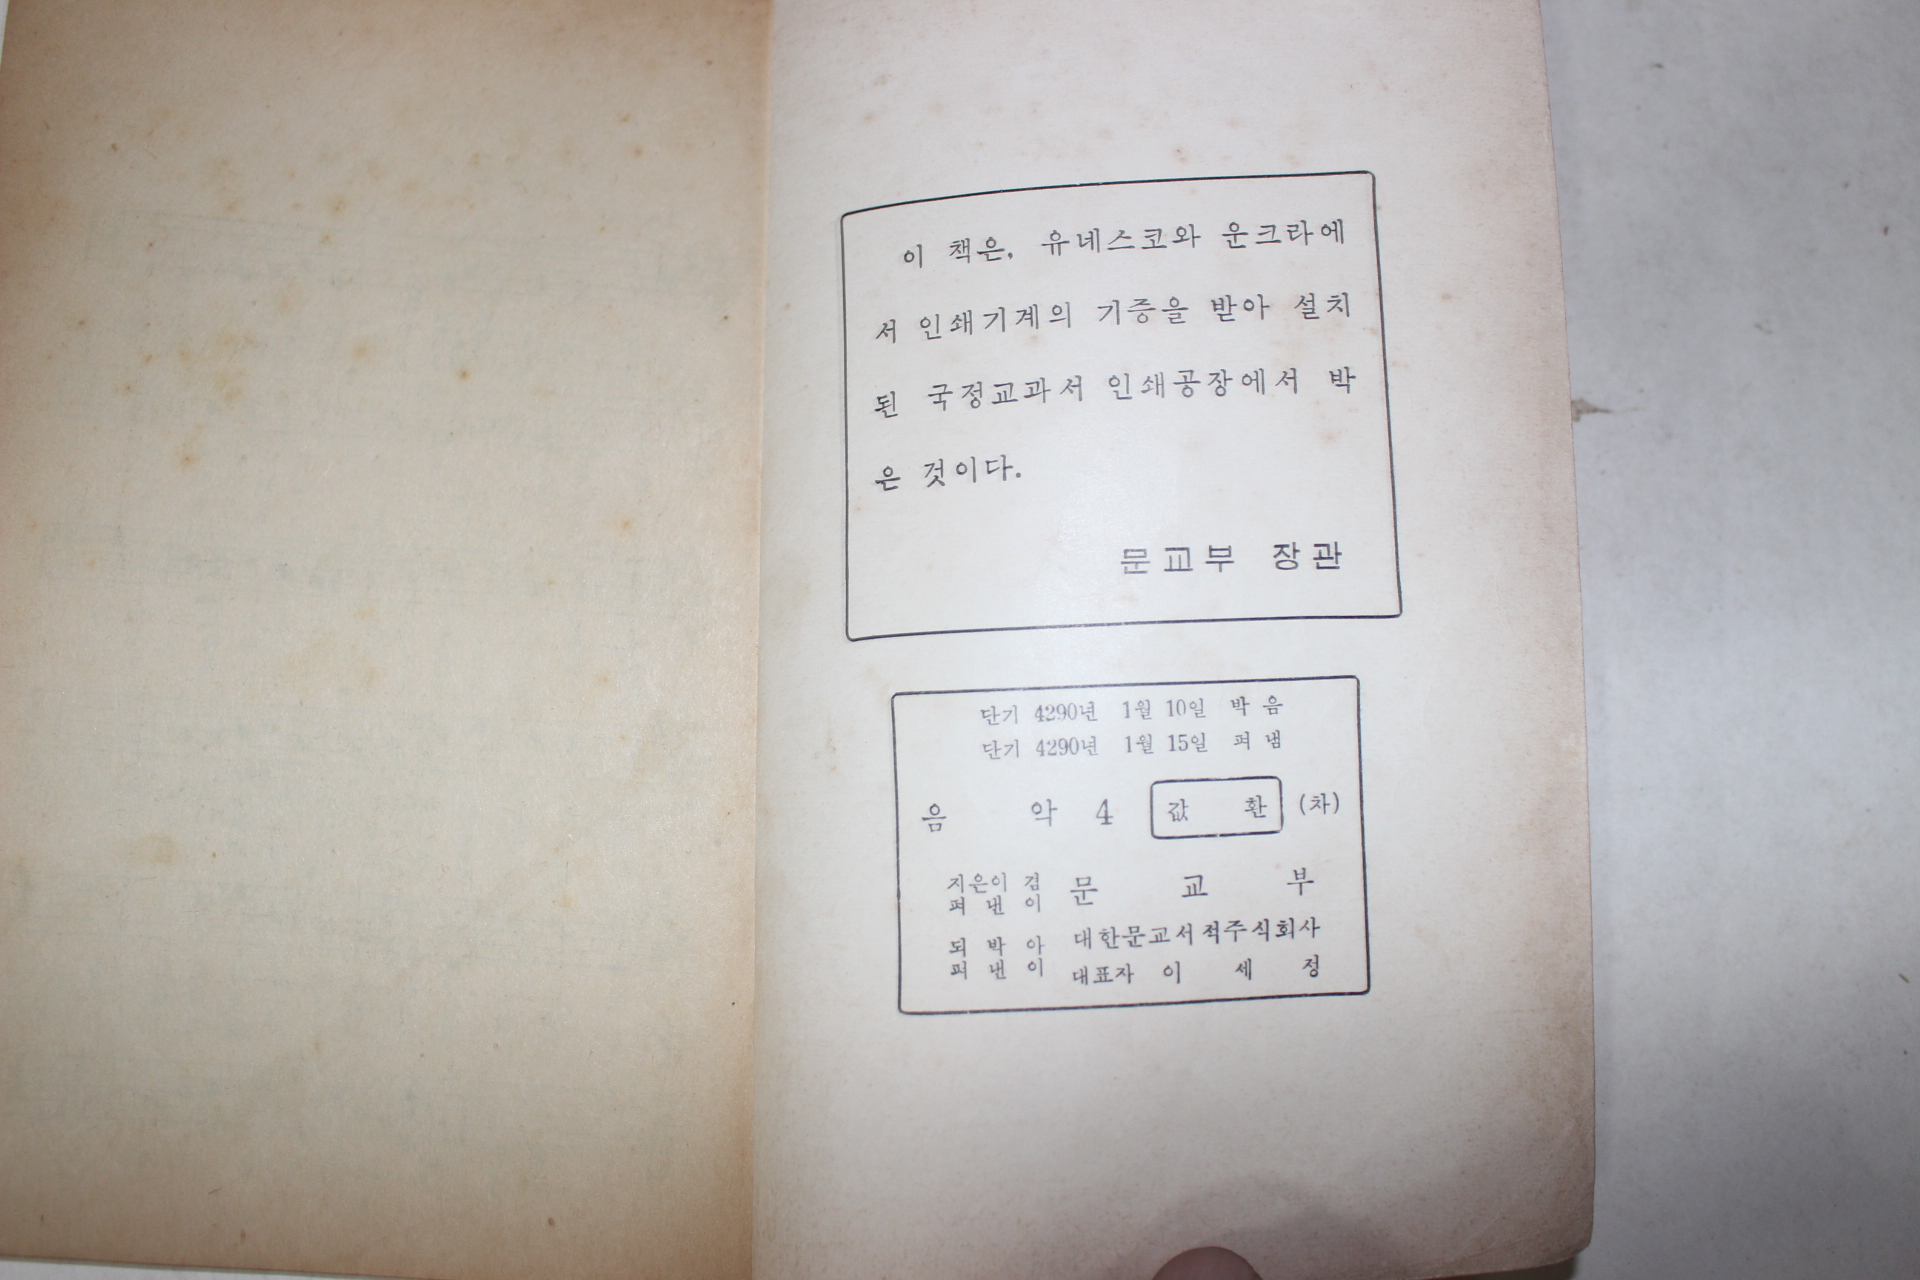 이 책은, 유네스코와 운크라에
서 인쇄기계의 기증을 받아 설치
된 국정교과서 인쇄공장에서 박
은 것이다.
문교부 장관
단기 4290년 1월 10일 박음
단기 4290년 1월 15일 펴냄
음 악 4 값 환 (차)
지은이 겸
펴 낸 이
문 교 부
되 박 아
펴 낸 이
대한문교서적주식회사
대표자 이 세 정